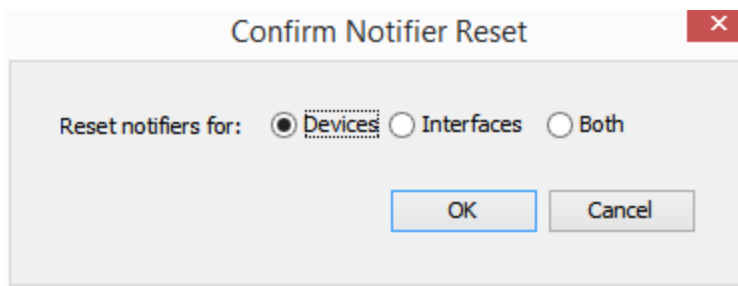 Confirm Notifier Reset
Reset notifiers for: Devices Interfaces Both
OK Cancel